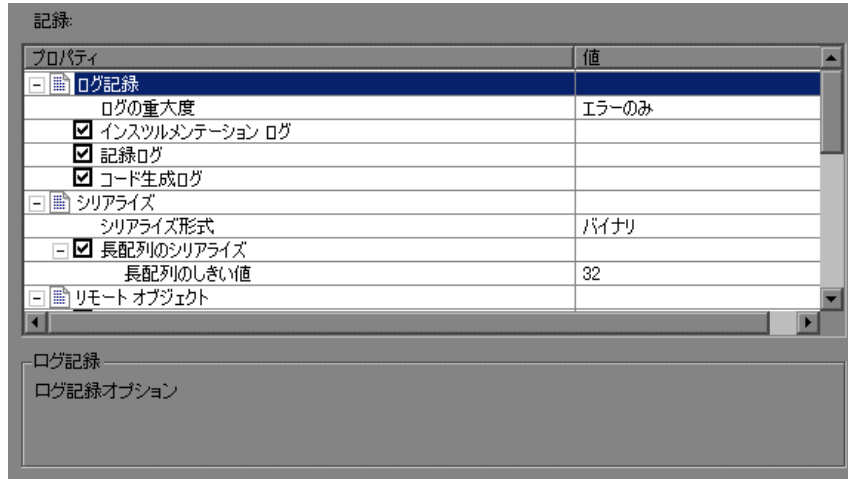 記録:
プロパティ 値
ログ記録
ログの重大度 エラーのみ
インスツルメンテーション ログ
記録ログ
コード生成ログ
シリアライズ
シリアライズ形式 バイナリ
長配列のシリアライズ
長配列のしきい値 32
リモート オブジェクト
ログ記録
ログ記録オプション